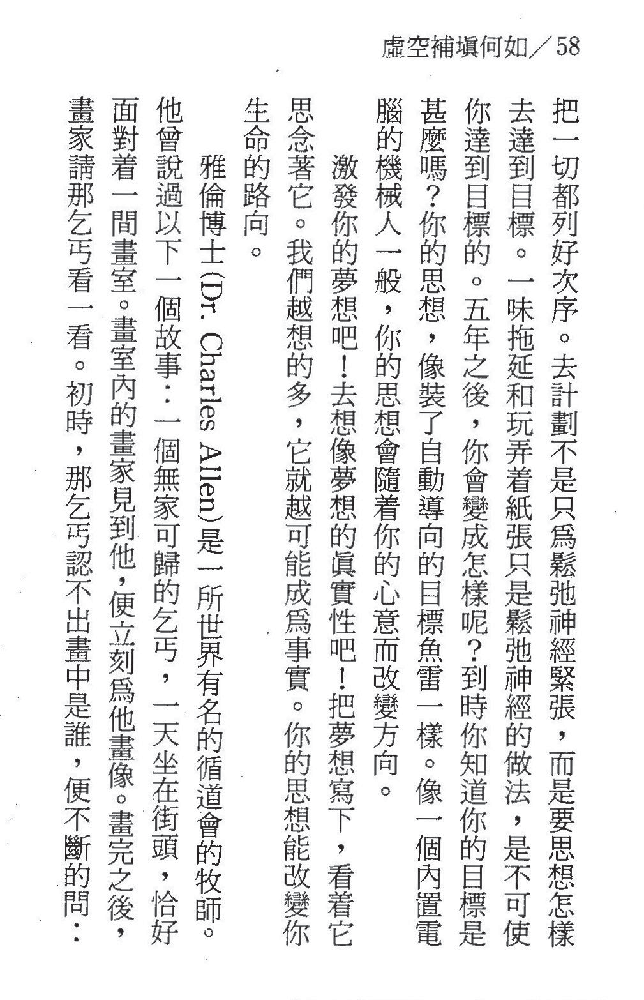 虛空補塡何如／58
把一切都列好次序。去計劃不是只爲鬆弛神經緊張，而是要思想怎樣
去達到目標。一味拖延和玩弄着紙張只是鬆弛神經的做法，是不可使
你達到目標的。五年之後，你會變成怎樣呢？到時你知道你的目標是
甚麼嗎？你的思想，像裝了自動導向的目標魚雷一樣。像一個內置電
腦的機械人一般，你的思想會隨着你的心意而改變方向。
激發你的夢想吧！去想像夢想的眞實性吧！把夢想寫下，看着它
思念著它。我們越想的多，它就越可能成爲事實。你的思想能改變你
生命的路向。
雅倫博士(Dr. Charles Allen)是一所世界有名的循道會的牧師。
他曾說過以下一個故事：一個無家可歸的乞丐，一天坐在街頭，恰好
面對着一間畫室。畫室內的畫家見到他，便立刻爲他畫像。畫完之後，
畫家請那乞丐看一看。初時，那乞丐認不出畫中是誰，便不斷的問：